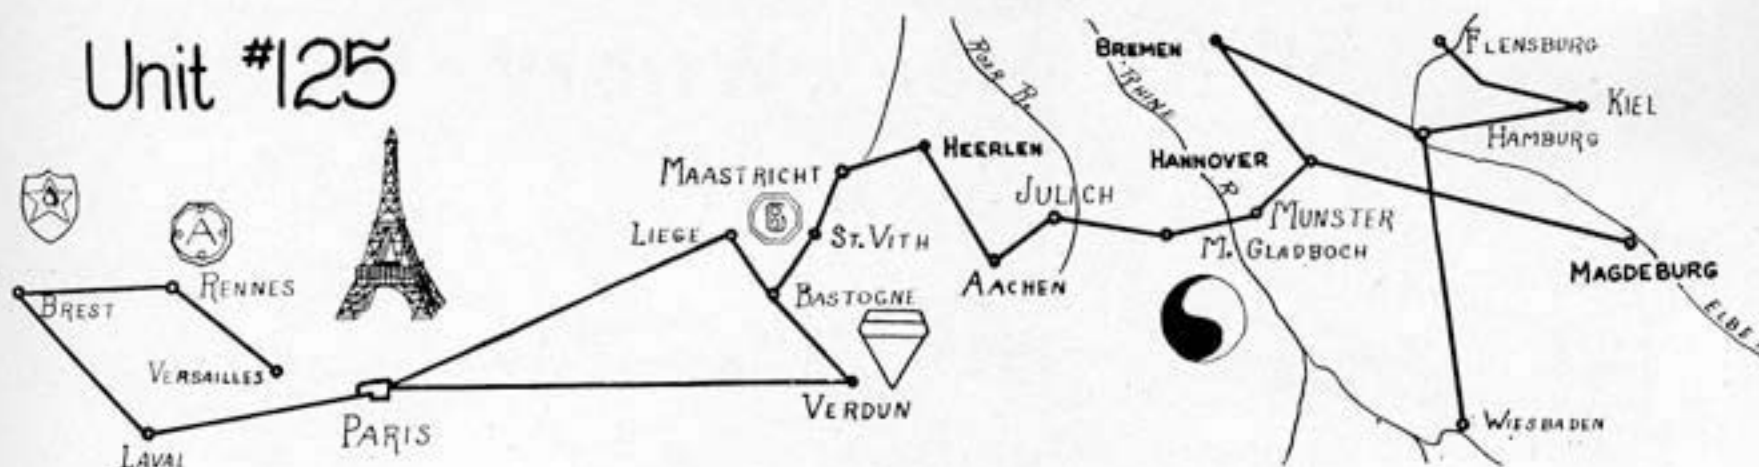 Unit #125
BREST
RENNES
VERSAILLES
LAVAL
PARIS
A
LIEGE
MAASTRICHT
ST. VITH
BASTOGNE
VERDUN
HEERLEN
AACHEN
JULICH
ROER R.
RHINE R.
M. GLADBOCH
MUNSTER
HANNOVER
BREMEN
FLENSBURG
KIEL
HAMBURG
MAGDEBURG
ELBE
WIESBADEN